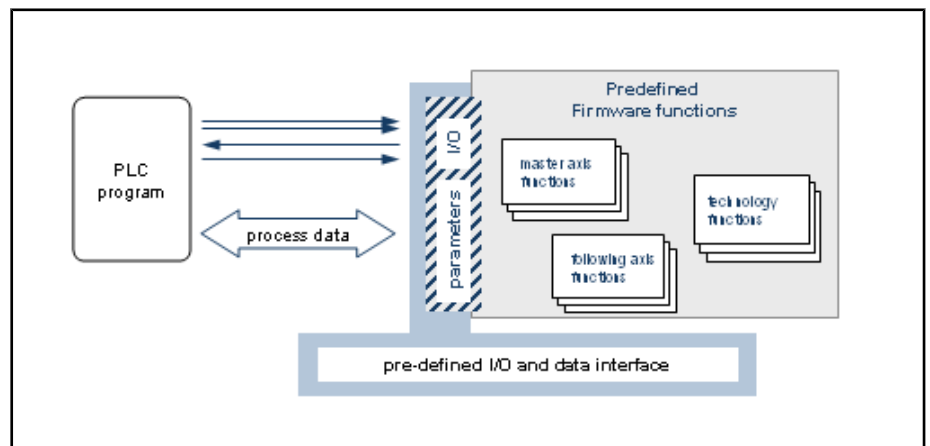 Predefined
Firmware functions
PLC
program
I/O
parameters
process data
master axis
functions
technology
functions
following axis
functions
pre-defined I/O and data interface